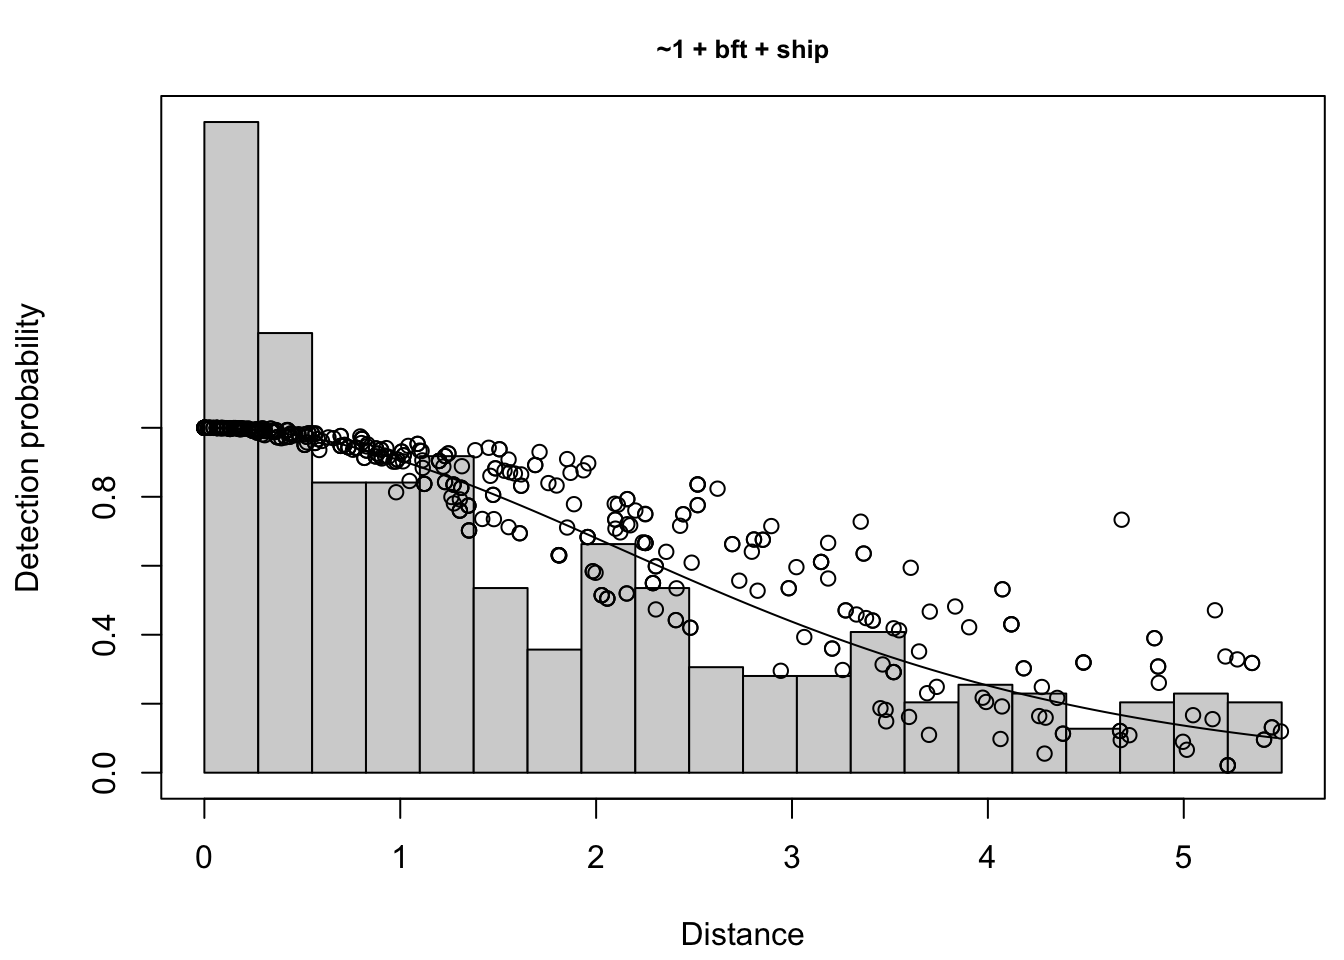 ~1 + bft + ship
Detection probability
0.8
0.4
0.0
0 1 2 3 4 5
Distance